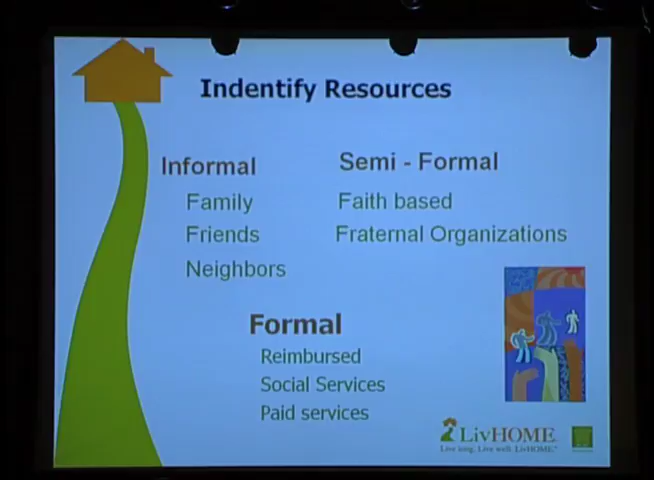 Indentify Resources
Informal
Family
Friends
Neighbors
Semi - Formal
Faith based
Fraternal Organizations
Formal
Reimbursed
Social Services
Paid services
LivHOME
Live long. Live well. LivHOME.